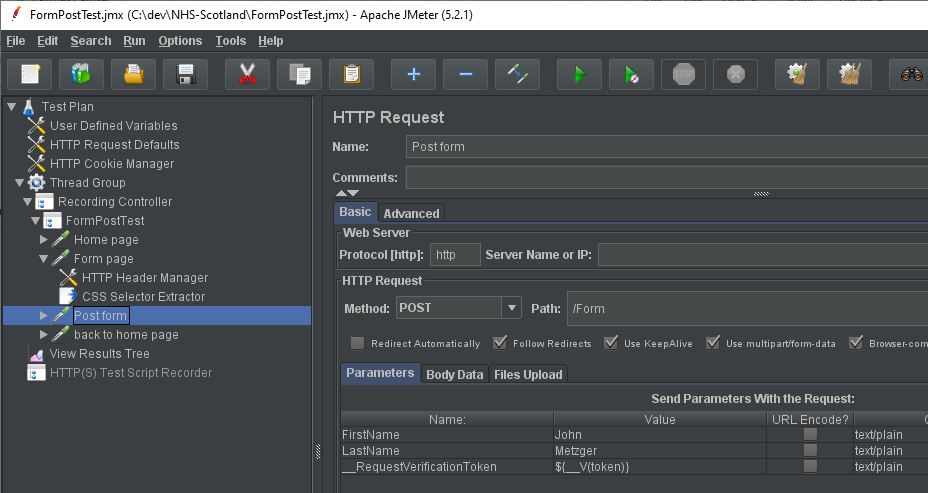 FormPostTest.jmx (C:\dev\NHS-Scotland\FormPostTest.jmx) - Apache JMeter (5.2.1)
File Edit Search Run Options Tools Help
STOP
Test Plan
User Defined Variables
HTTP Request Defaults
HTTP Cookie Manager
Thread Group
Recording Controller
FormPostTest
Home page
Form page
HTTP Header Manager
CSS Selector Extractor
Post form
back to home page
View Results Tree
HTTP(S) Test Script Recorder
HTTP Request
Name: Post form
Comments:
Basic Advanced
Web Server
Protocol [http]: http Server Name or IP:
HTTP Request
Method: POST Path: /Form
Redirect Automatically Follow Redirects Use KeepAlive Use multipart/form-data Browser-com
Parameters Body Data Files Upload
Send Parameters With the Request:
Name: Value URL Encode? C
FirstName John text/plain
LastName Metzger text/plain
__RequestVerificationToken ${__V(token)} text/plain